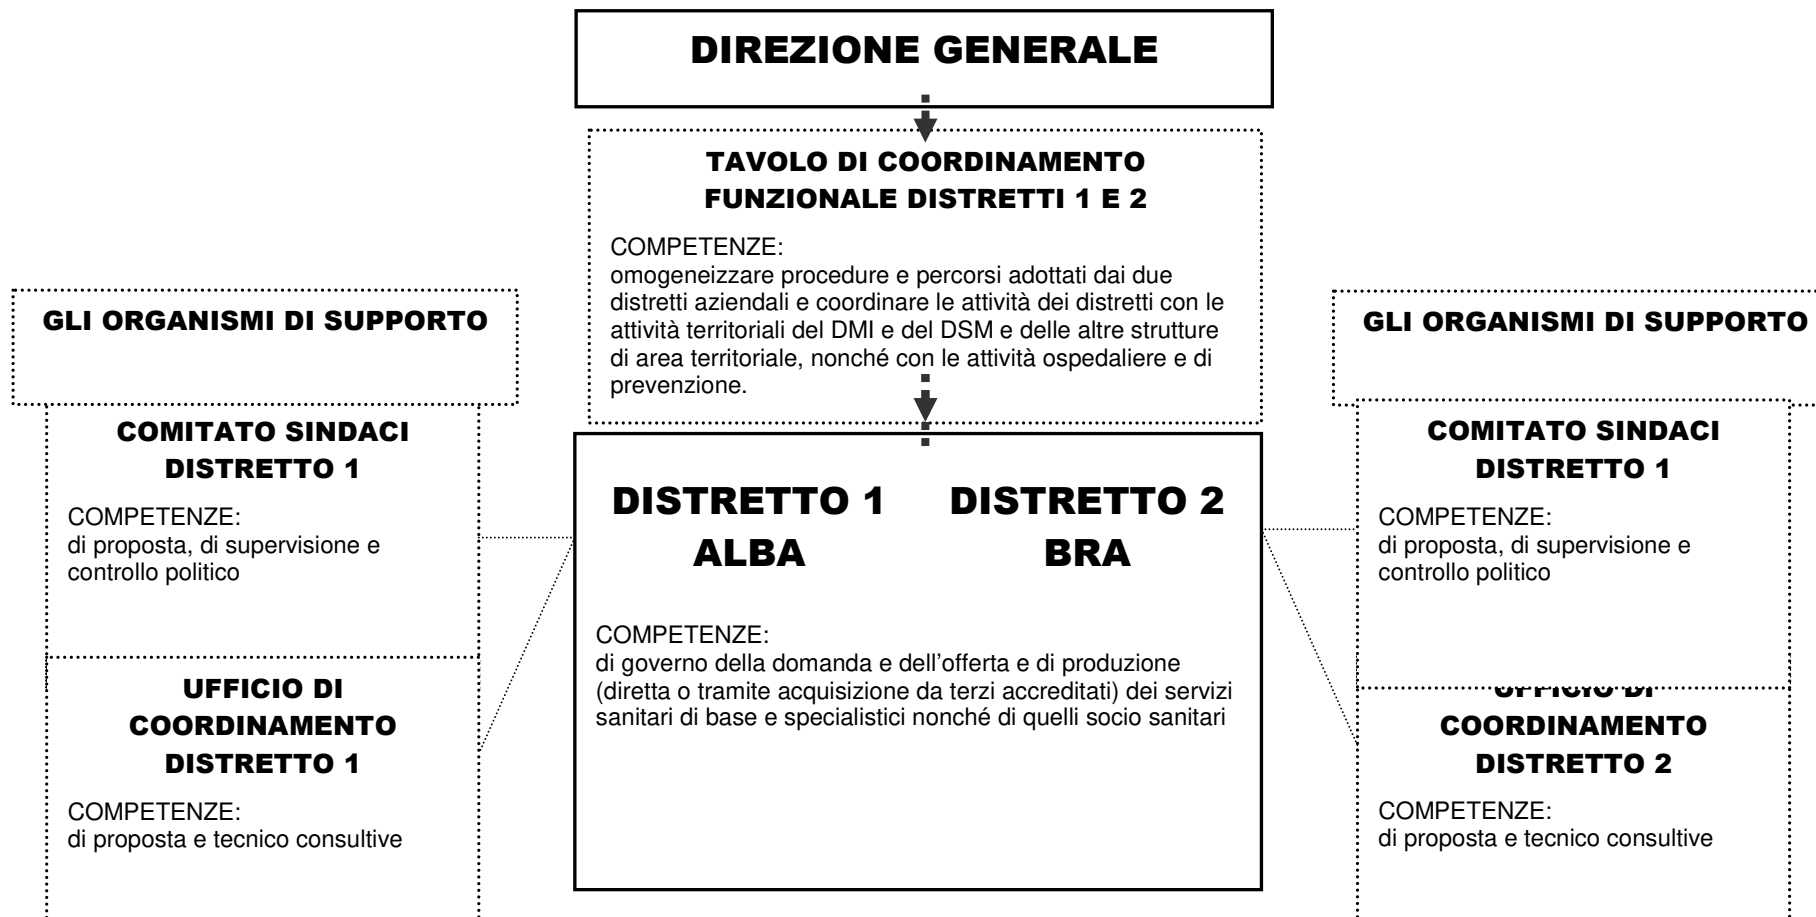 DIREZIONE GENERALE
TAVOLO DI COORDINAMENTO
FUNZIONALE DISTRETTI 1 E 2
COMPETENZE:
omogeneizzare procedure e percorsi adottati dai due
distretti aziendali e coordinare le attività dei distretti con le
attività territoriali del DMI e del DSM e delle altre strutture
di area territoriale, nonché con le attività ospedaliere e di
prevenzione.
GLI ORGANISMI DI SUPPORTO
COMITATO SINDACI
DISTRETTO 1
COMPETENZE:
di proposta, di supervisione e
controllo politico
UFFICIO DI
COORDINAMENTO
DISTRETTO 1
COMPETENZE:
di proposta e tecnico consultive
DISTRETTO 1
ALBA
DISTRETTO 2
BRA
COMPETENZE:
di governo della domanda e dell’offerta e di produzione
(diretta o tramite acquisizione da terzi accreditati) dei servizi
sanitari di base e specialistici nonché di quelli socio sanitari
GLI ORGANISMI DI SUPPORTO
COMITATO SINDACI
DISTRETTO 1
COMPETENZE:
di proposta, di supervisione e
controllo politico
UFFICIO DI
COORDINAMENTO
DISTRETTO 2
COMPETENZE:
di proposta e tecnico consultive